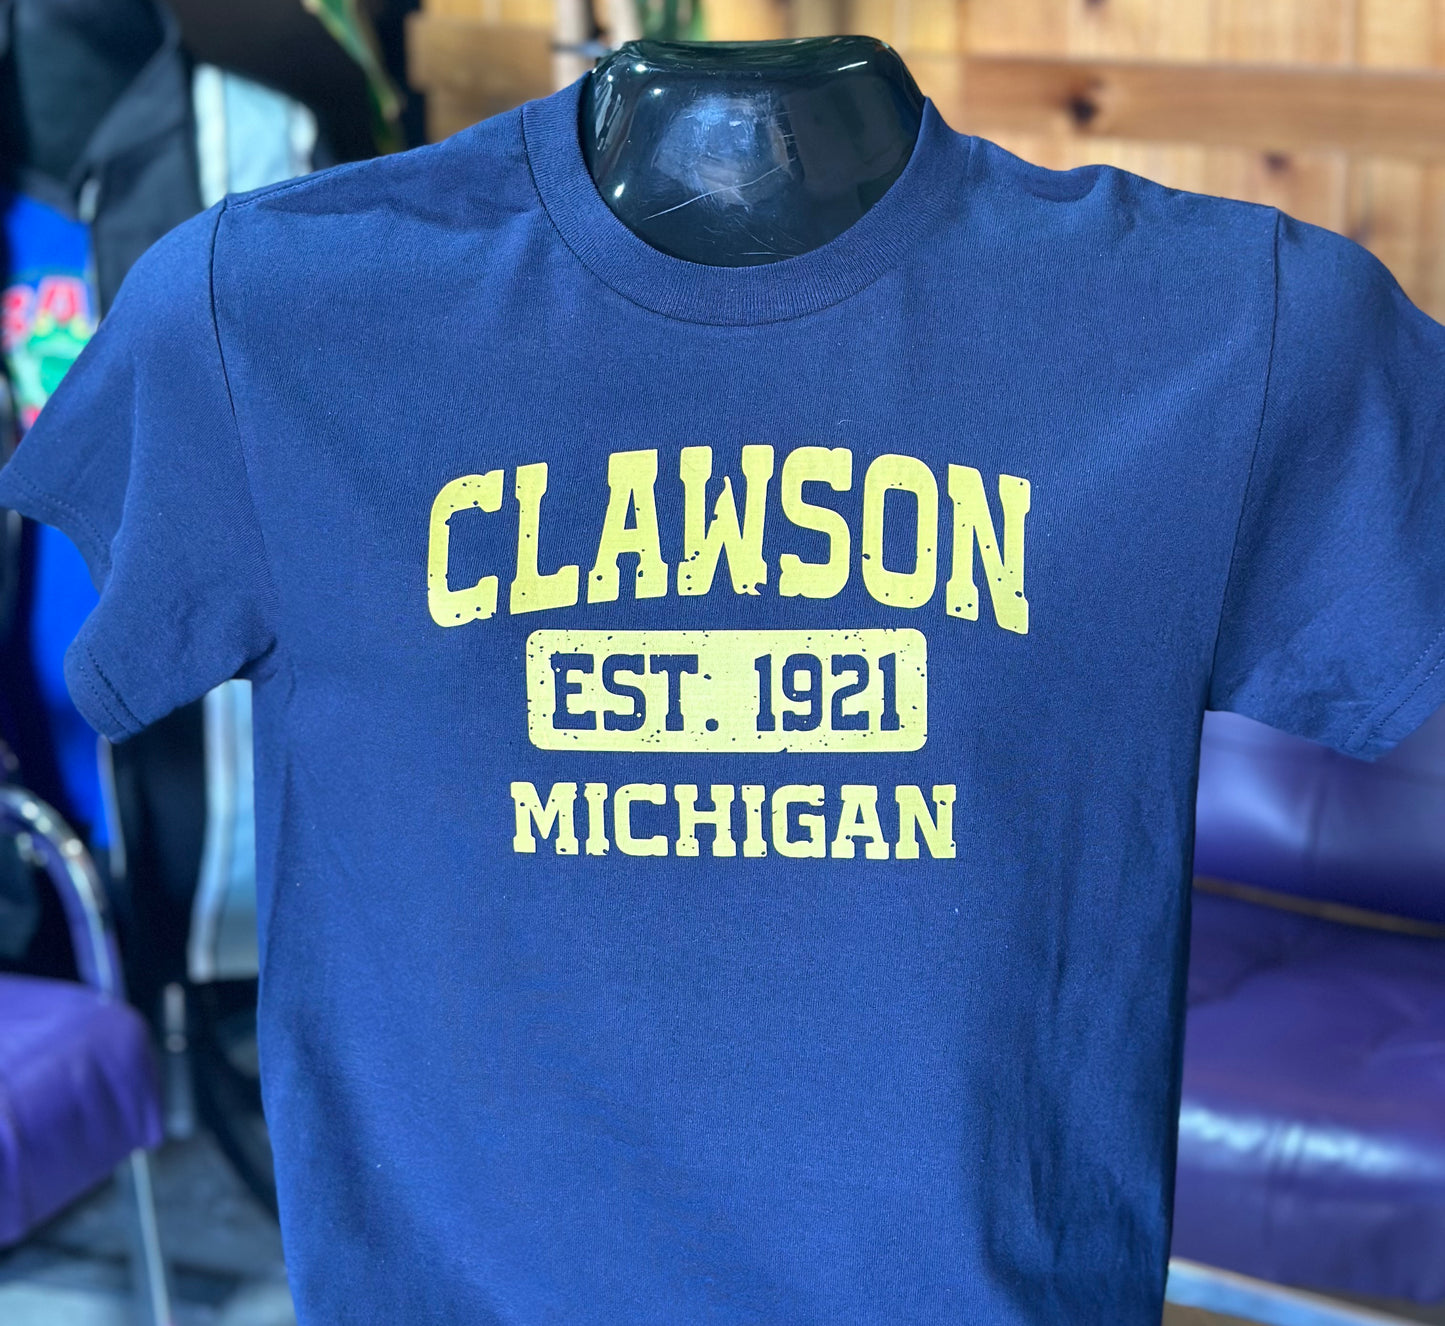 CLAWSON
EST. 1921
MICHIGAN